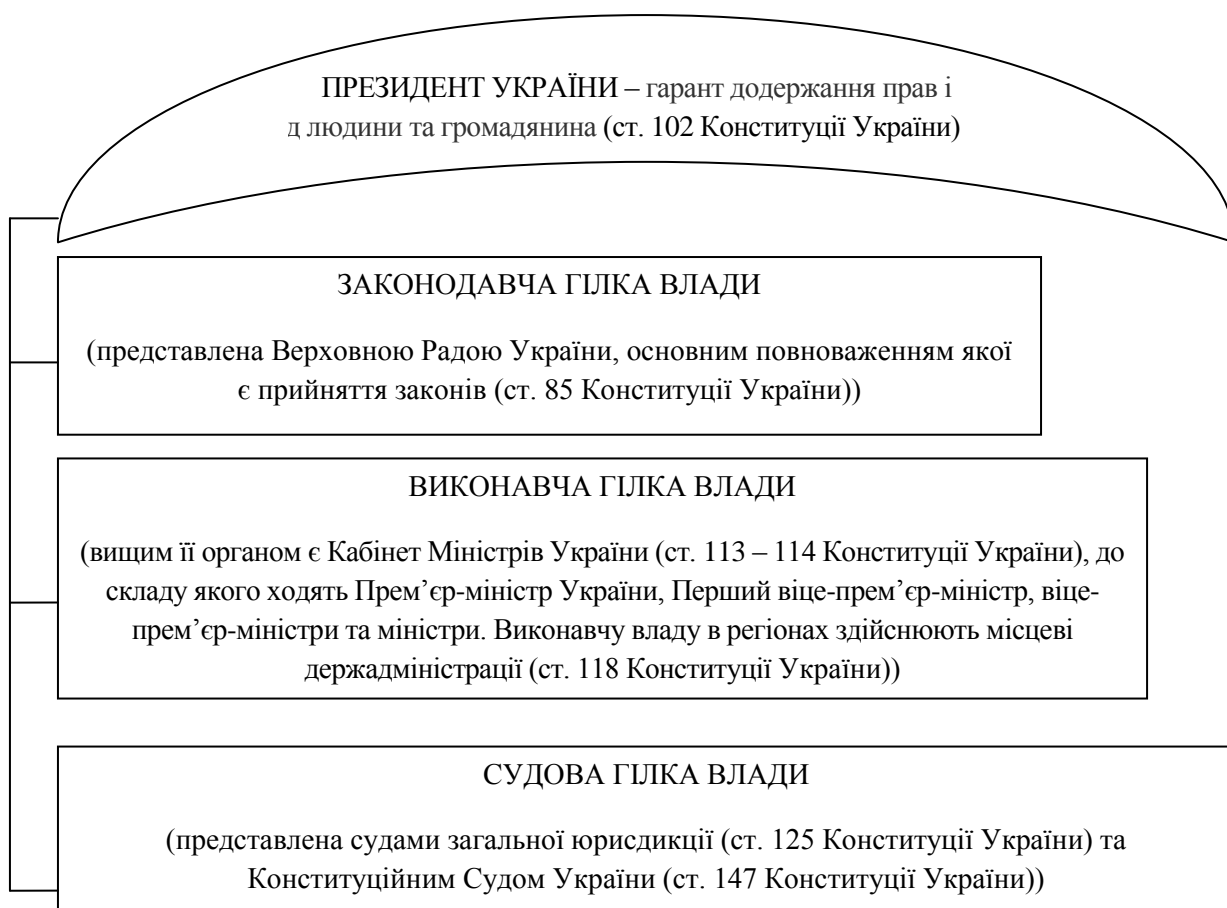 ПРЕЗИДЕНТ УКРАЇНИ – гарант додержання прав і
д людини та громадянина (ст. 102 Конституції України)
ЗАКОНОДАВЧА ГІЛКА ВЛАДИ
(представлена Верховною Радою України, основним повноваженням якої
є прийняття законів (ст. 85 Конституції України))
ВИКОНАВЧА ГІЛКА ВЛАДИ
(вищим її органом є Кабінет Міністрів України (ст. 113 – 114 Конституції України), до
складу якого ходять Прем’єр-міністр України, Перший віце-прем’єр-міністр, віце-
прем’єр-міністри та міністри. Виконавчу владу в регіонах здійснюють місцеві
держадміністрації (ст. 118 Конституції України))
СУДОВА ГІЛКА ВЛАДИ
(представлена судами загальної юрисдикції (ст. 125 Конституції України) та
Конституційним Судом України (ст. 147 Конституції України))